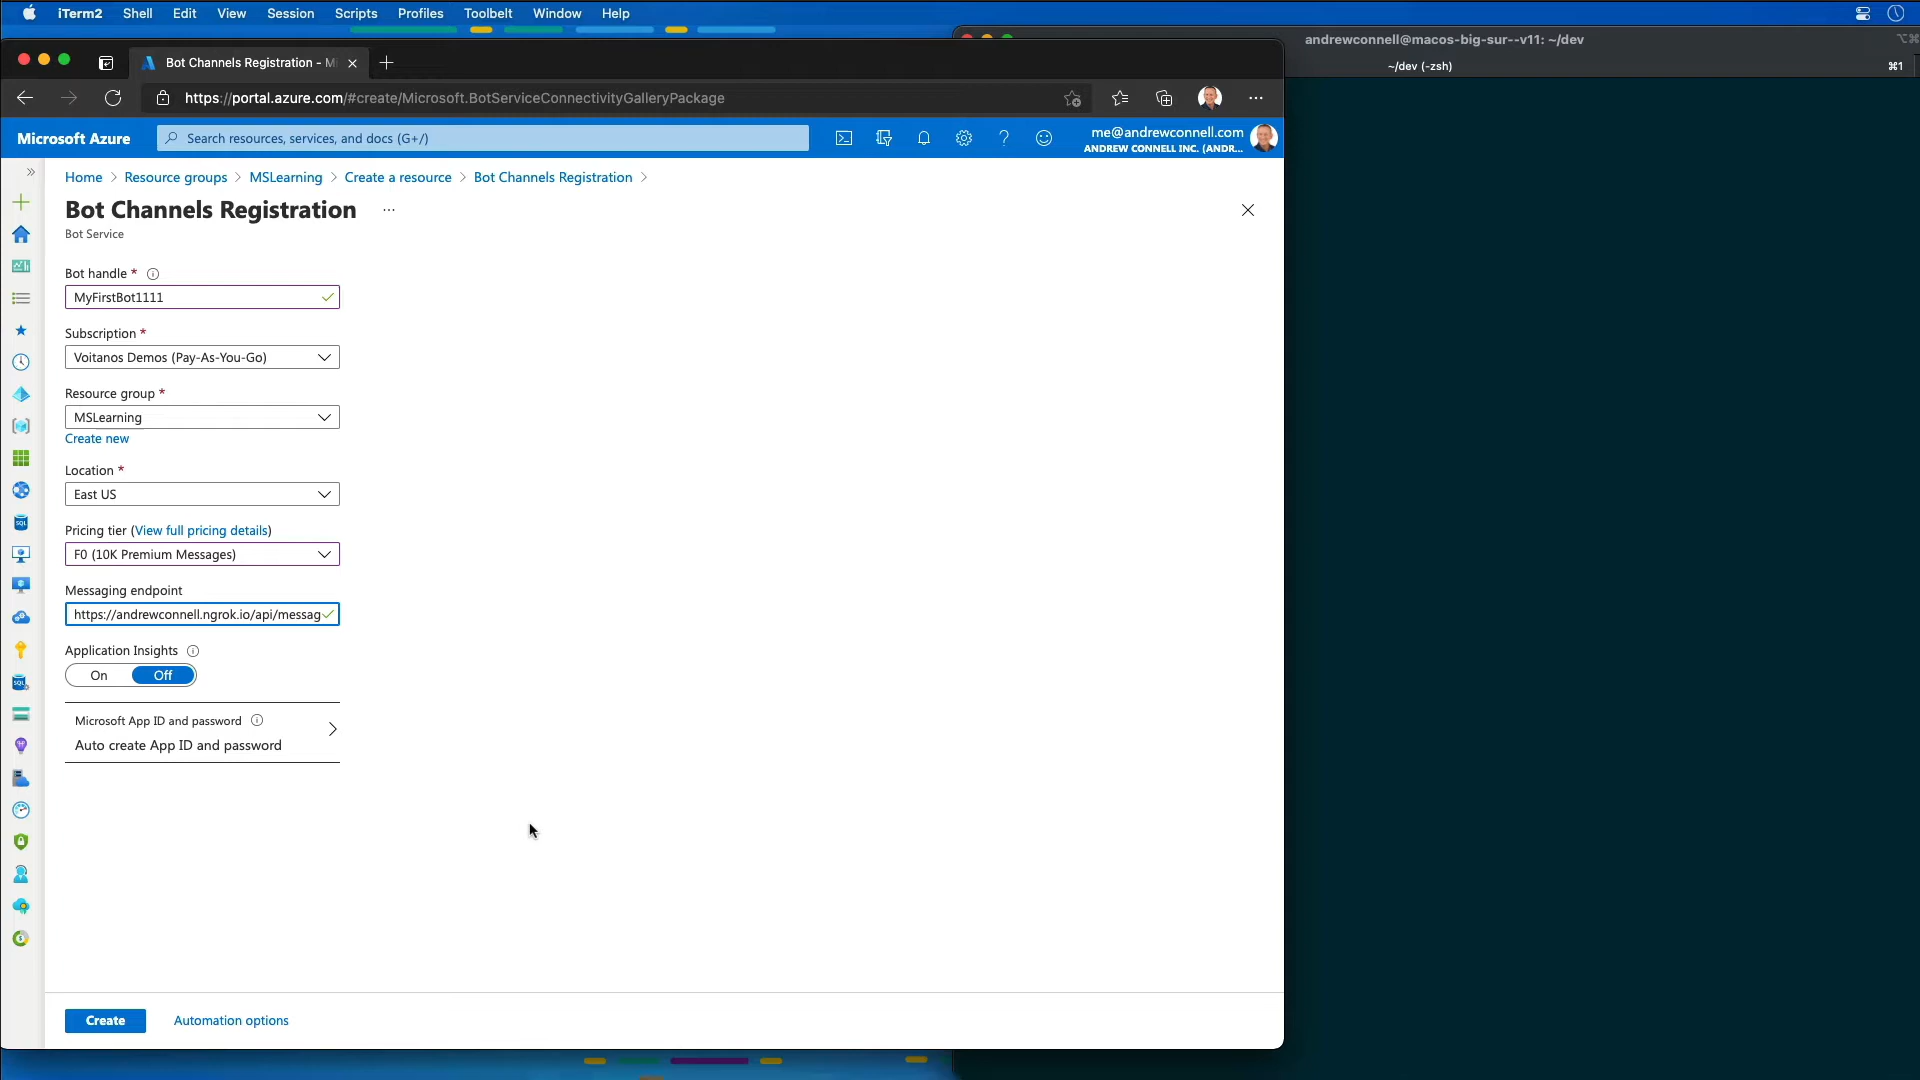 iTerm2 Shell Edit View Session Scripts Profiles Toolbelt Window Help
andrewconnell@macos-big-sur--v11: ~/dev
~/dev (-zsh)
⌘1
Bot Channels Registration - Mi
https://portal.azure.com/#create/Microsoft.BotServiceConnectivityGalleryPackage
Microsoft Azure
Search resources, services, and docs (G+/)
me@andrewconnell.com
ANDREW CONNELL INC. (ANDR...
Home > Resource groups > MSLearning > Create a resource > Bot Channels Registration >
Bot Channels Registration ...
Bot Service
Bot handle *
MyFirstBot1111
Subscription *
Voitanos Demos (Pay-As-You-Go)
Resource group *
MSLearning
Create new
Location *
East US
Pricing tier (View full pricing details)
F0 (10K Premium Messages)
Messaging endpoint
https://andrewconnell.ngrok.io/api/messag
Application Insights
On Off
Microsoft App ID and password
Auto create App ID and password
Create Automation options